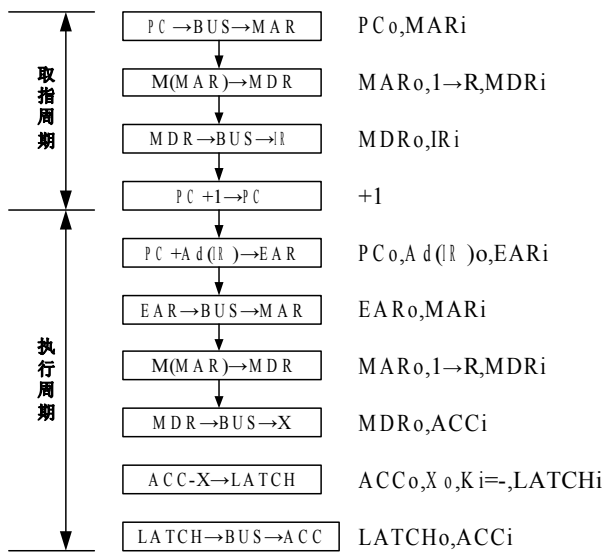 取指周期
PC→BUS→MAR PCo,MARi
M(MAR)→MDR MARo,1→R,MDRi
MDR→BUS→IR MDRo,IRi
PC+1→PC +1
执行周期
PC+Ad(IR)→EAR PCo,Ad(IR)o,EARi
EAR→BUS→MAR EARo,MARi
M(MAR)→MDR MARo,1→R,MDRi
MDR→BUS→X MDRo,ACCi
ACC-X→LATCH ACCo,Xo,Ki=-,LATCHi
LATCH→BUS→ACC LATCHo,ACCi